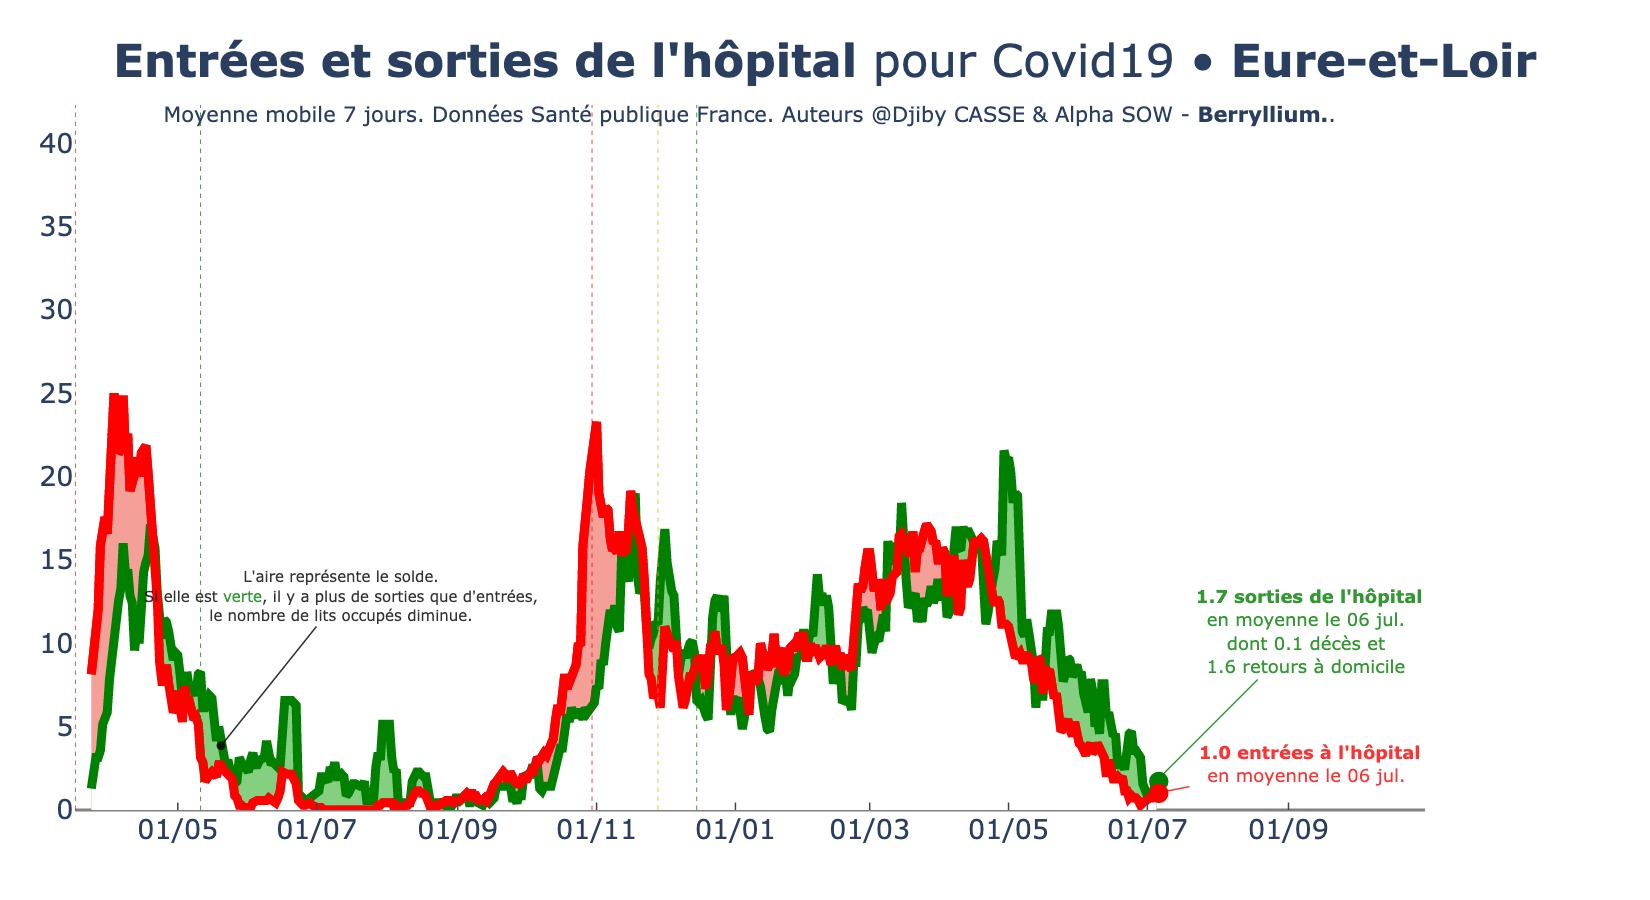 Entrées et sorties de l'hôpital pour Covid19 • Eure-et-Loir
Moyenne mobile 7 jours. Données Santé publique France. Auteurs @Djiby CASSE & Alpha SOW - Berryllium..
40
35
30
25
20
15
10
5
0
L'aire représente le solde.
Si elle est verte, il y a plus de sorties que d'entrées,
le nombre de lits occupés diminue.
1.7 sorties de l'hôpital
en moyenne le 06 jul.
dont 0.1 décès et
1.6 retours à domicile
1.0 entrées à l'hôpital
en moyenne le 06 jul.
01/05 01/07 01/09 01/11 01/01 01/03 01/05 01/07 01/09